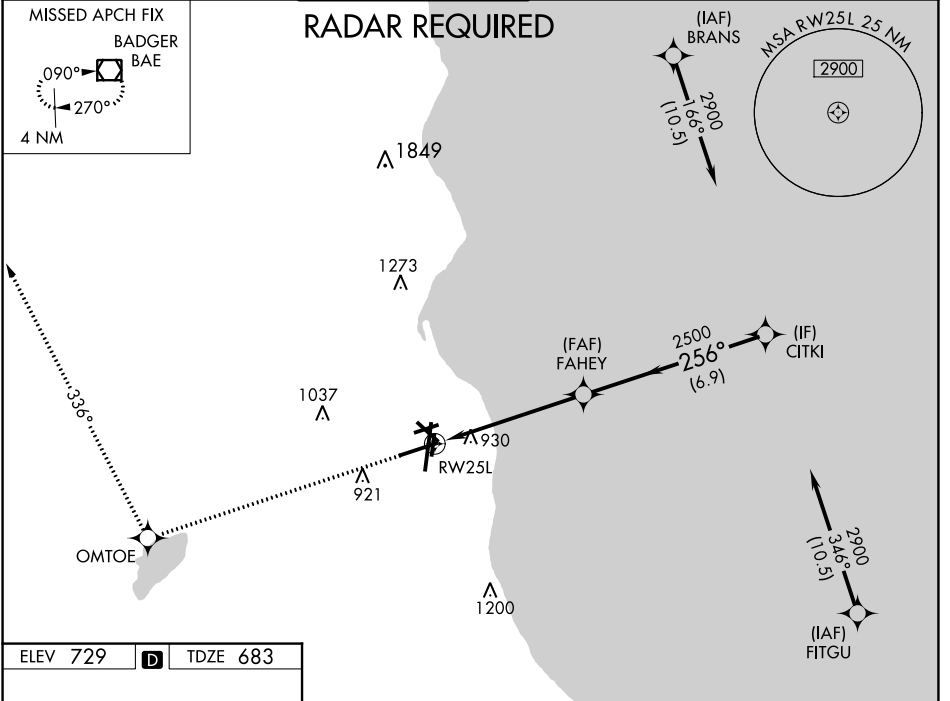 MISSED APCH FIX
BADGER
BAE
090°
270°
4 NM
RADAR REQUIRED
(IAF)
BRANS
2900
166°
(10.5)
MSA RW25L 25 NM
2900
1849
1273
(FAF)
FAHEY
2500
256°
(6.9)
(IF)
CITKI
1037
930
RW25L
921
336°
OMTOE
1200
2900
346°
(10.5)
(IAF)
FITGU
ELEV 729 D TDZE 683